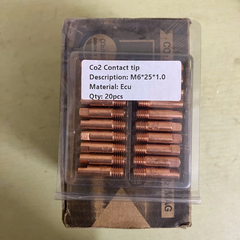 Co2 Contact tip
Description: M6*25*1.0
Material: Ecu
Qty: 20pcs